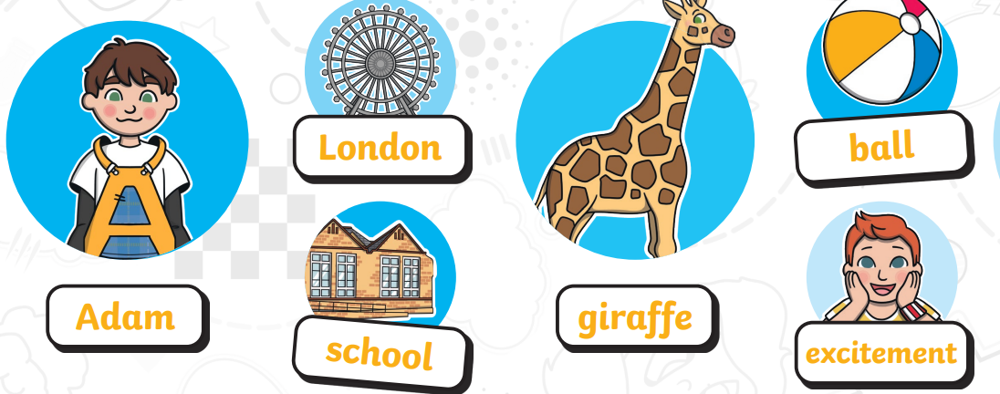 Adam
London
school
giraffe
ball
excitement